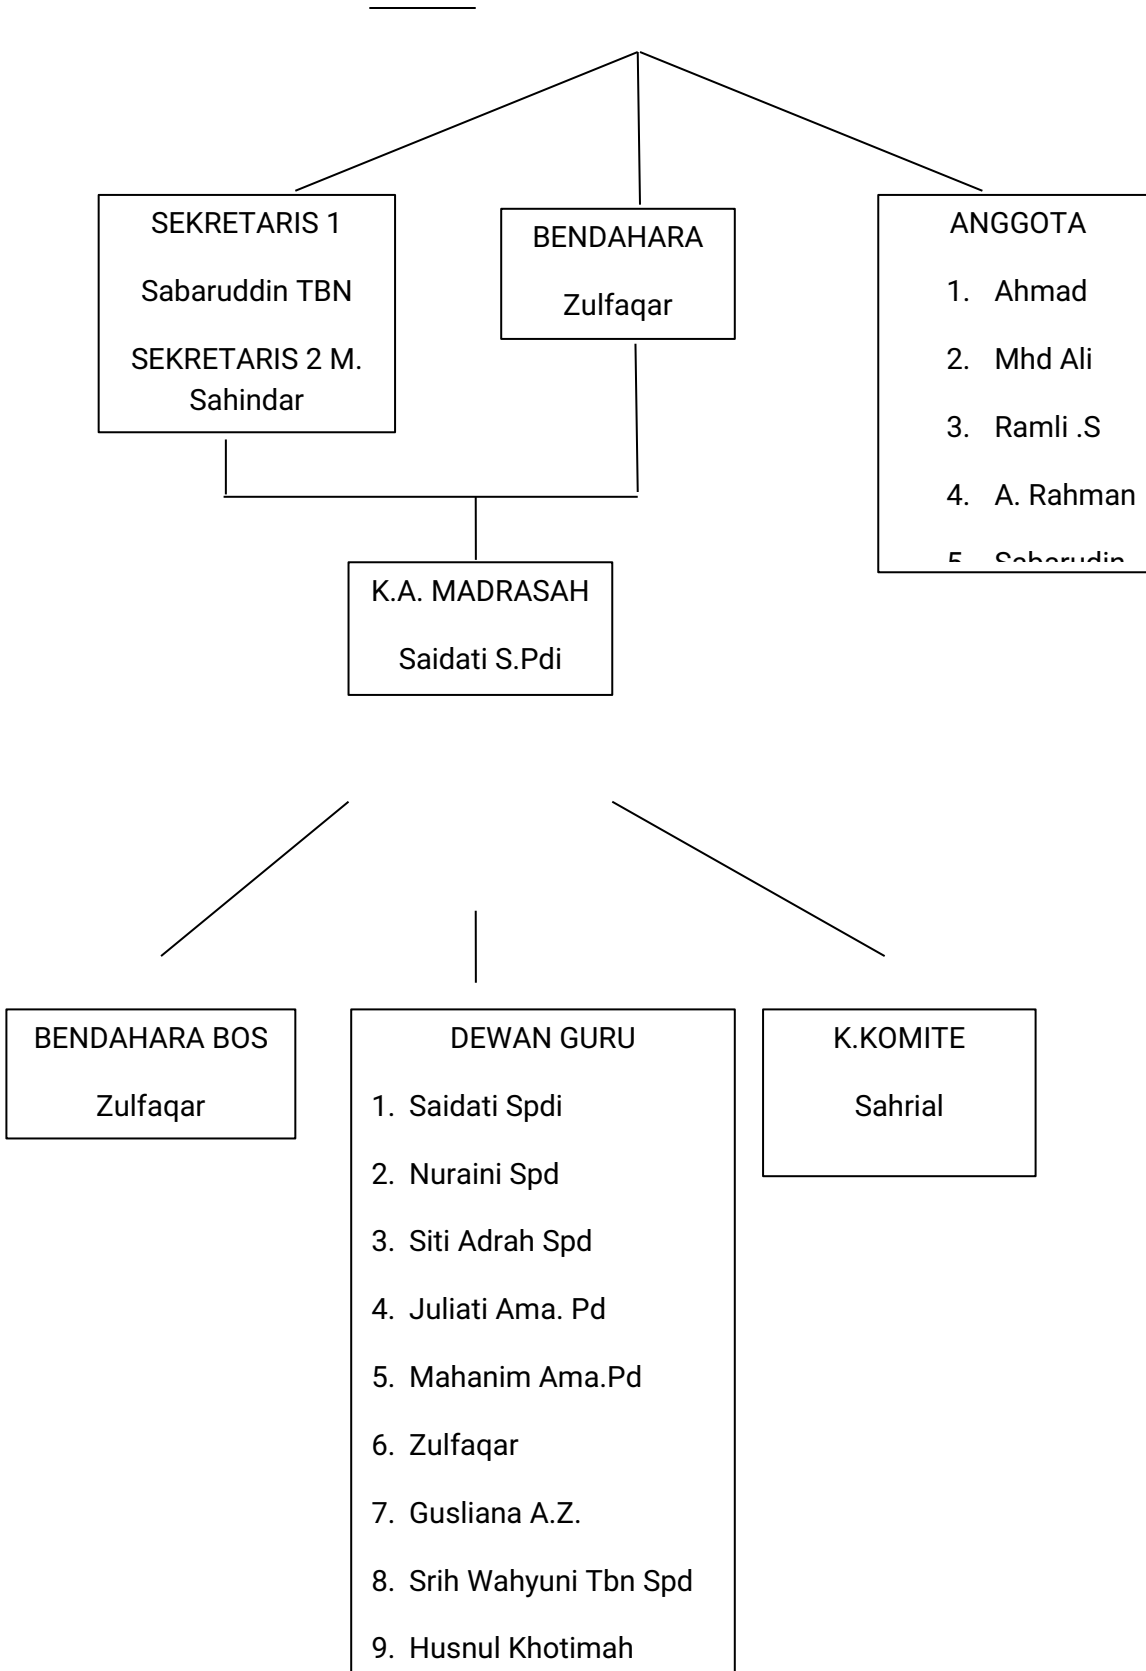 SEKRETARIS 1
Sabaruddin TBN
SEKRETARIS 2 M.
Sahindar
BENDAHARA
Zulfaqar
ANGGOTA
1. Ahmad
2. Mhd Ali
3. Ramli .S
4. A. Rahman
5. Sabarudin
K.A. MADRASAH
Saidati S.Pdi
BENDAHARA BOS
Zulfaqar
DEWAN GURU
1. Saidati Spdi
2. Nuraini Spd
3. Siti Adrah Spd
4. Juliati Ama. Pd
5. Mahanim Ama.Pd
6. Zulfaqar
7. Gusliana A.Z.
8. Srih Wahyuni Tbn Spd
9. Husnul Khotimah
K.KOMITE
Sahrial